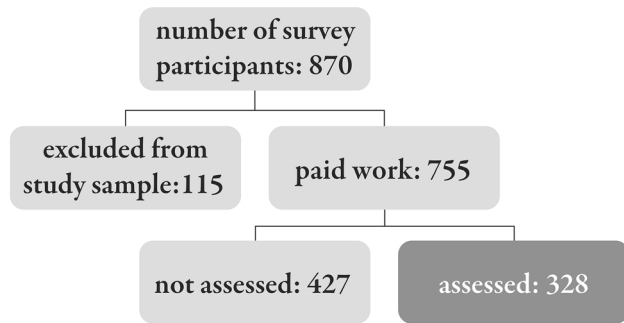 number of survey
participants: 870
excluded from
study sample:115
paid work: 755
not assessed: 427
assessed: 328